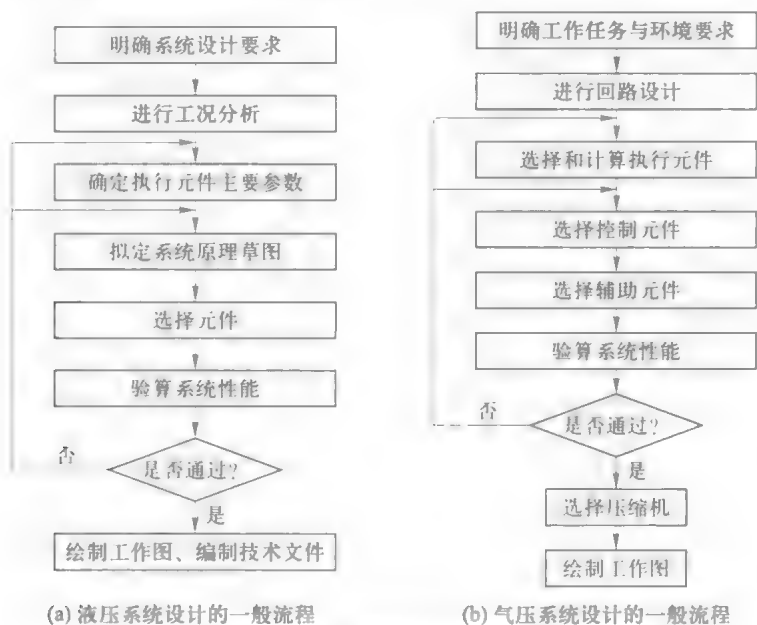 明确系统设计要求
进行工况分析
确定执行元件主要参数
拟定系统原理草图
选择元件
验算系统性能
是否通过?
否
是
绘制工作图、编制技术文件
(a) 液压系统设计的一般流程
明确工作任务与环境要求
进行回路设计
选择和计算执行元件
选择控制元件
选择辅助元件
验算系统性能
是否通过?
否
是
选择压缩机
绘制工作图
(b) 气压系统设计的一般流程